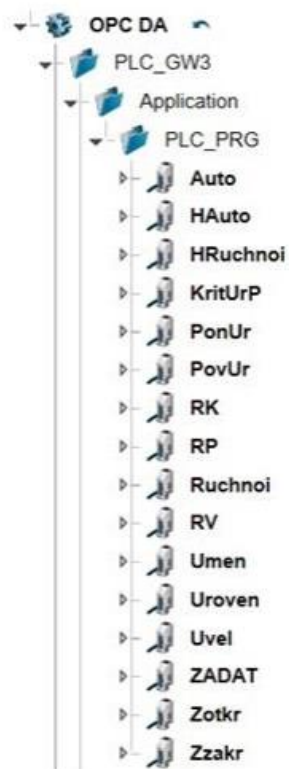 OPC DA
PLC_GW3
Application
PLC_PRG
Auto
HAuto
HRuchnoi
KritUrP
PonUr
PovUr
RK
RP
Ruchnoi
RV
Umen
Uroven
Uvel
ZADAT
Zotkr
Zzakr